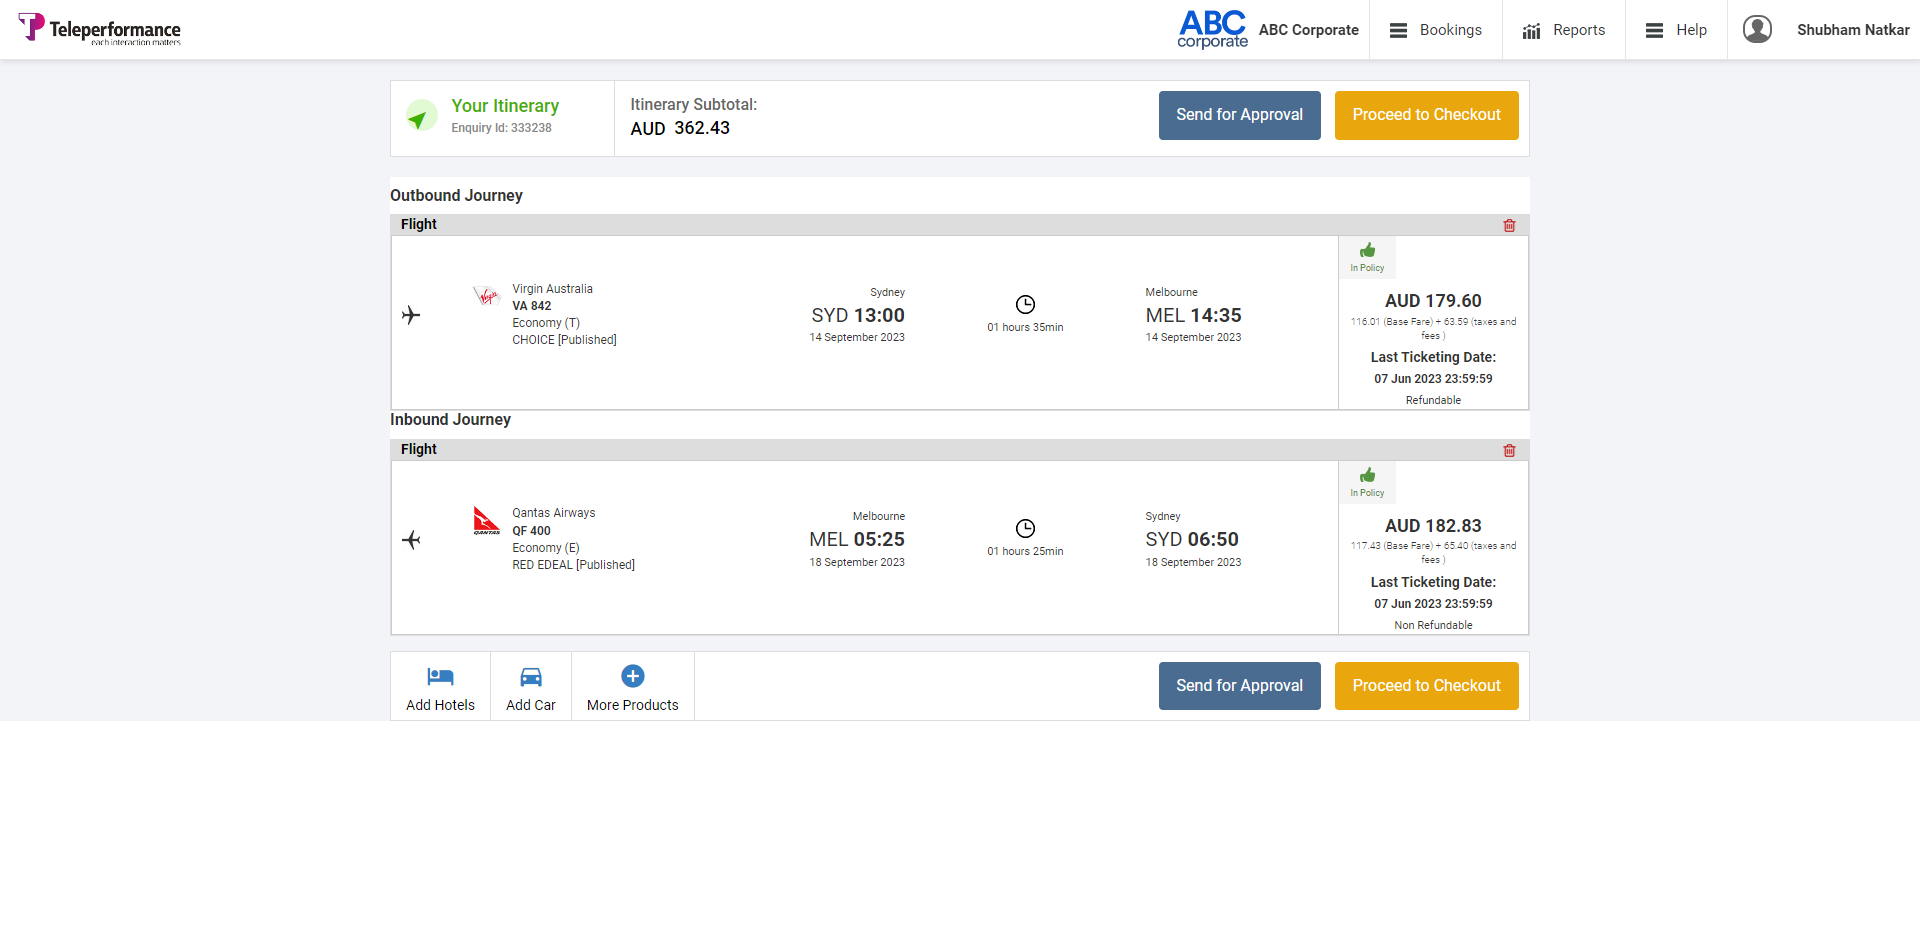 Teleperformance
each interaction matters
ABC
corporate
ABC Corporate
Bookings
Reports
Help
Shubham Natkar
Your Itinerary
Enquiry Id: 333238
Itinerary Subtotal:
AUD 362.43
Send for Approval
Proceed to Checkout
Outbound Journey
Flight
Virgin Australia
VA 842
Economy (T)
CHOICE [Published]
Sydney
SYD 13:00
14 September 2023
01 hours 35min
Melbourne
MEL 14:35
14 September 2023
In Policy
AUD 179.60
116.01 (Base Fare) + 63.59 (taxes and
fees )
Last Ticketing Date:
07 Jun 2023 23:59:59
Refundable
Inbound Journey
Flight
QANTAS
Qantas Airways
QF 400
Economy (E)
RED EDEAL [Published]
Melbourne
MEL 05:25
18 September 2023
01 hours 25min
Sydney
SYD 06:50
18 September 2023
In Policy
AUD 182.83
117.43 (Base Fare) + 65.40 (taxes and
fees )
Last Ticketing Date:
07 Jun 2023 23:59:59
Non Refundable
Add Hotels
Add Car
More Products
Send for Approval
Proceed to Checkout